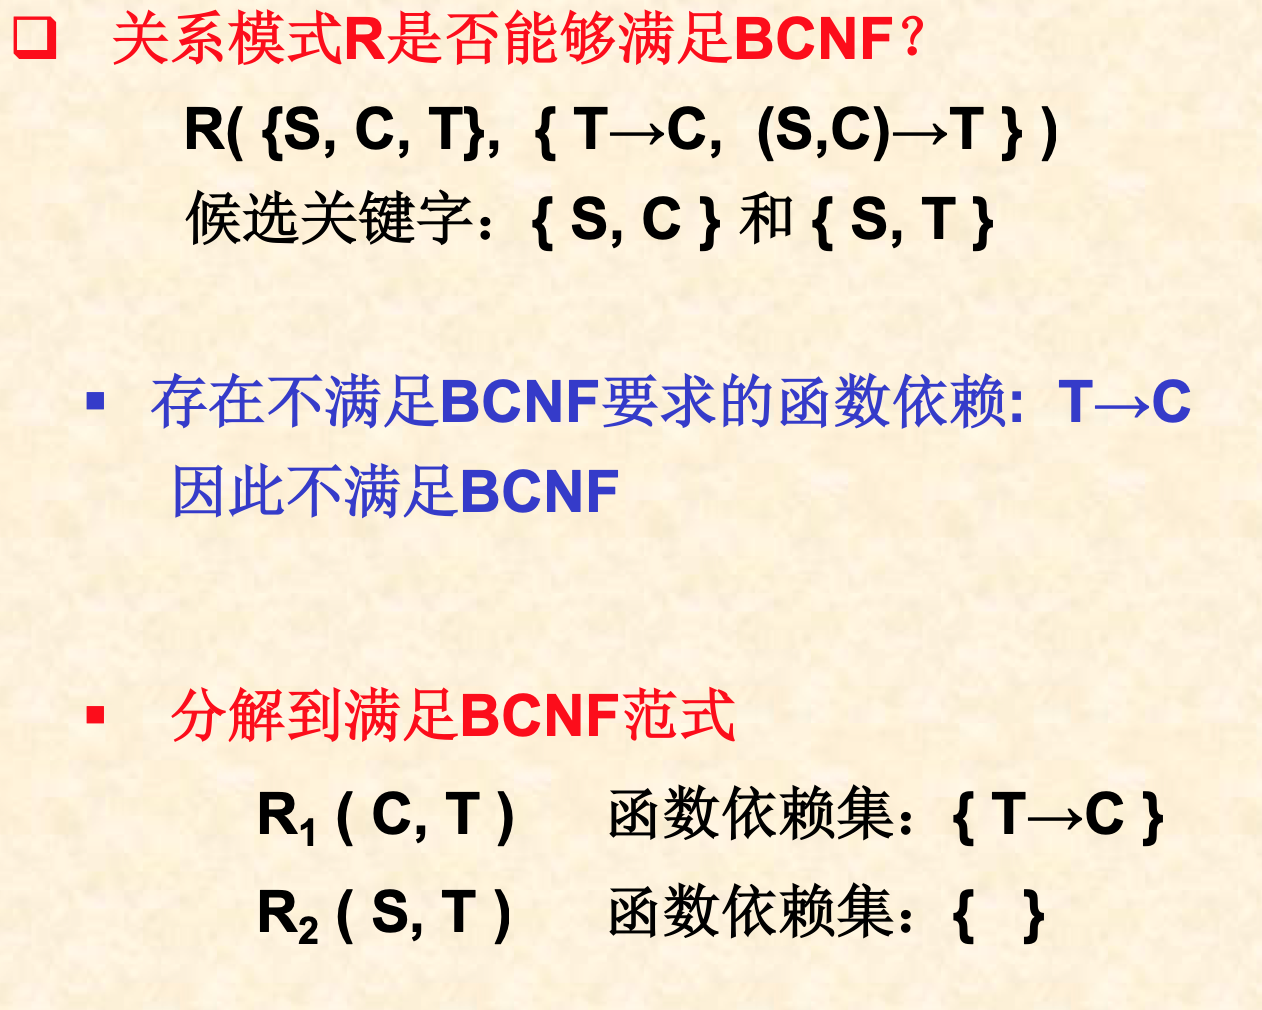 关系模式R是否能够满足BCNF？
R( {S, C, T}, { T→C, (S,C)→T } )
候选关键字：{ S, C } 和 { S, T }
存在不满足BCNF要求的函数依赖: T→C
因此不满足BCNF
分解到满足BCNF范式
R₁ ( C, T ) 函数依赖集：{ T→C }
R₂ ( S, T ) 函数依赖集：{ }